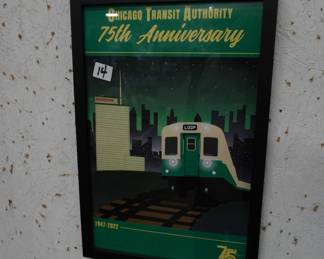 CHICAGO TRANSIT AUTHORITY
75th Anniversary
14
LOOP
1947-2022
75